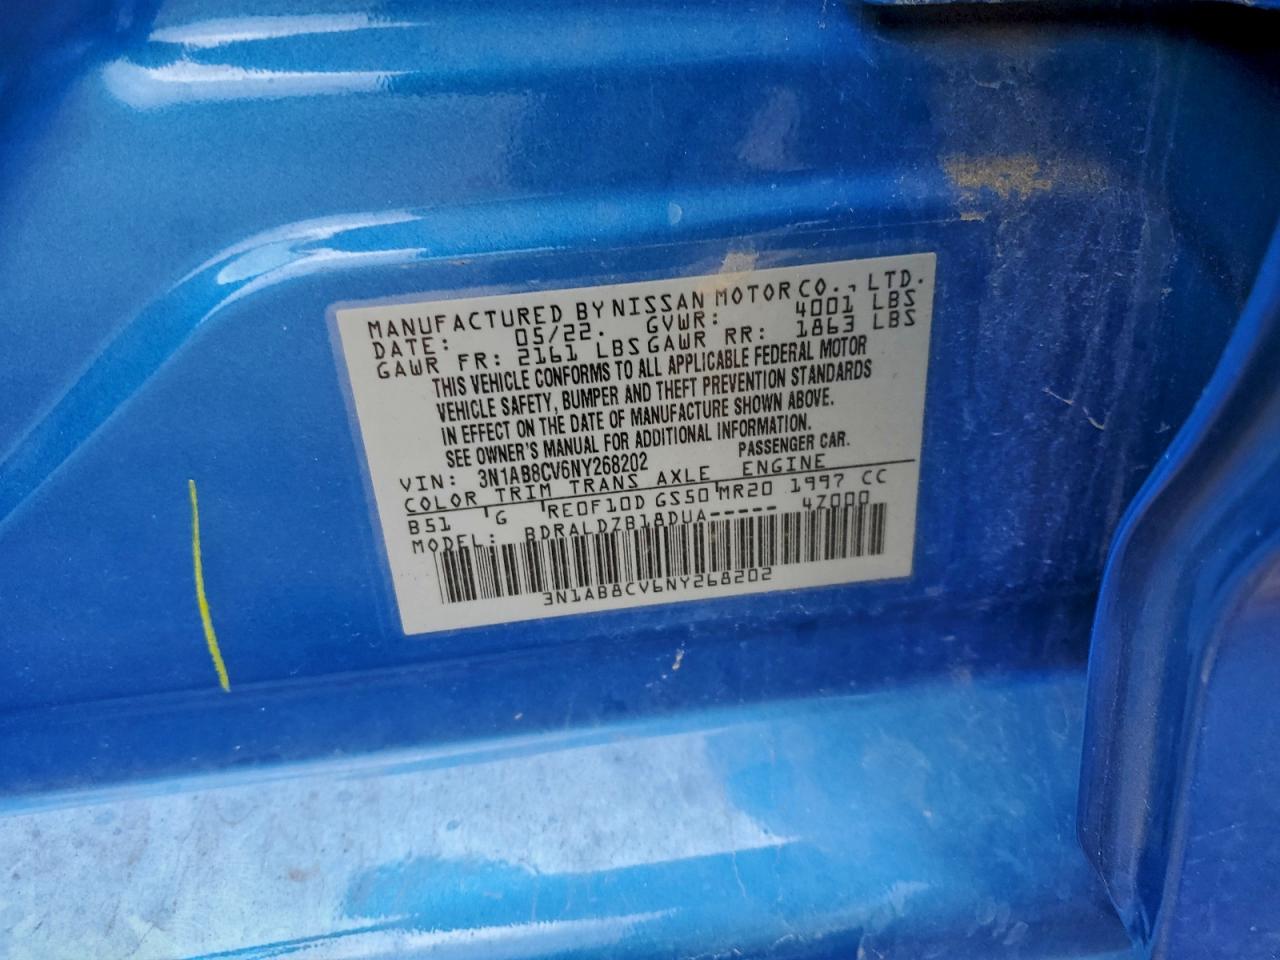 MANUFACTURED BY NISSAN MOTOR CO., LTD.
DATE: 05/22. GVWR: 4001 LBS
GAWR FR: 2161 LBS GAWR RR: 1863 LBS
THIS VEHICLE CONFORMS TO ALL APPLICABLE FEDERAL MOTOR
VEHICLE SAFETY, BUMPER AND THEFT PREVENTION STANDARDS
IN EFFECT ON THE DATE OF MANUFACTURE SHOWN ABOVE.
SEE OWNER'S MANUAL FOR ADDITIONAL INFORMATION.
VIN: 3N1AB8CV6NY268202 PASSENGER CAR.
COLOR TRIM TRANS AXLE ENGINE
B51 G RE0F10D GS50 MR20 1997 CC
MODEL: BDRALDZB18DUA----- 4Z000
3N1AB8CV6NY268202